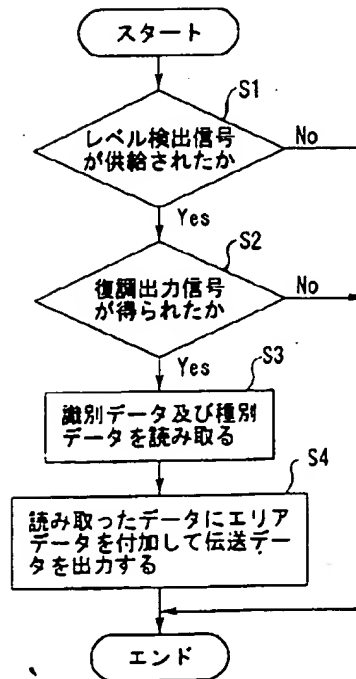 スタート
S1
レベル検出信号
が供給されたか
No
Yes
S2
復調出力信号
が得られたか
No
Yes
S3
識別データ及び種別
データを読み取る
S4
読み取ったデータにエリア
データを付加して伝送デー
タを出力する
エンド